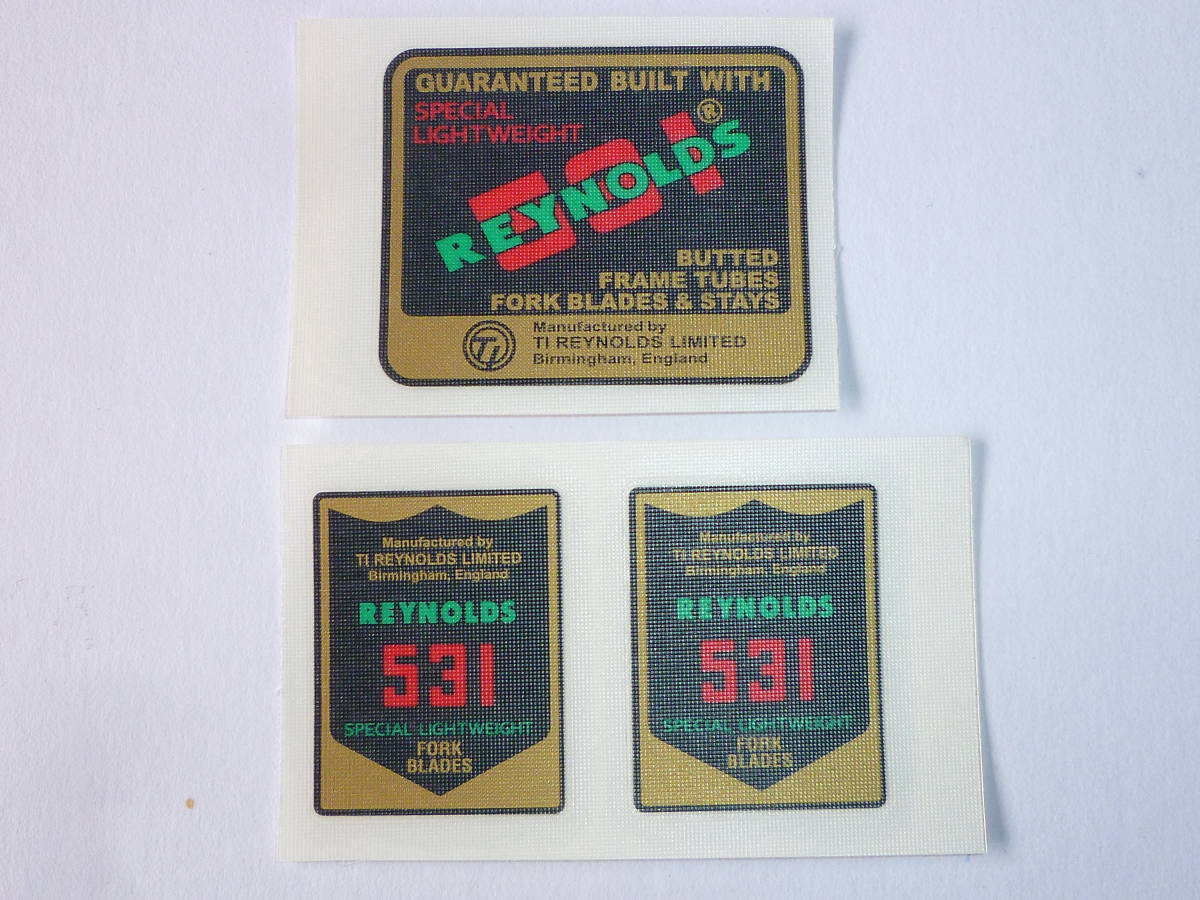 GUARANTEED BUILT WITH
SPECIAL
LIGHTWEIGHT
531 ®
REYNOLDS
BUTTED
FRAME TUBES
FORK BLADES & STAYS
TI
Manufactured by
TI REYNOLDS LIMITED
Birmingham, England
Manufactured by
TI REYNOLDS LIMITED
Birmingham, England
REYNOLDS
531
SPECIAL LIGHTWEIGHT
FORK
BLADES
Manufactured by
TI REYNOLDS LIMITED
Birmingham, England
REYNOLDS
531
SPECIAL LIGHTWEIGHT
FORK
BLADES